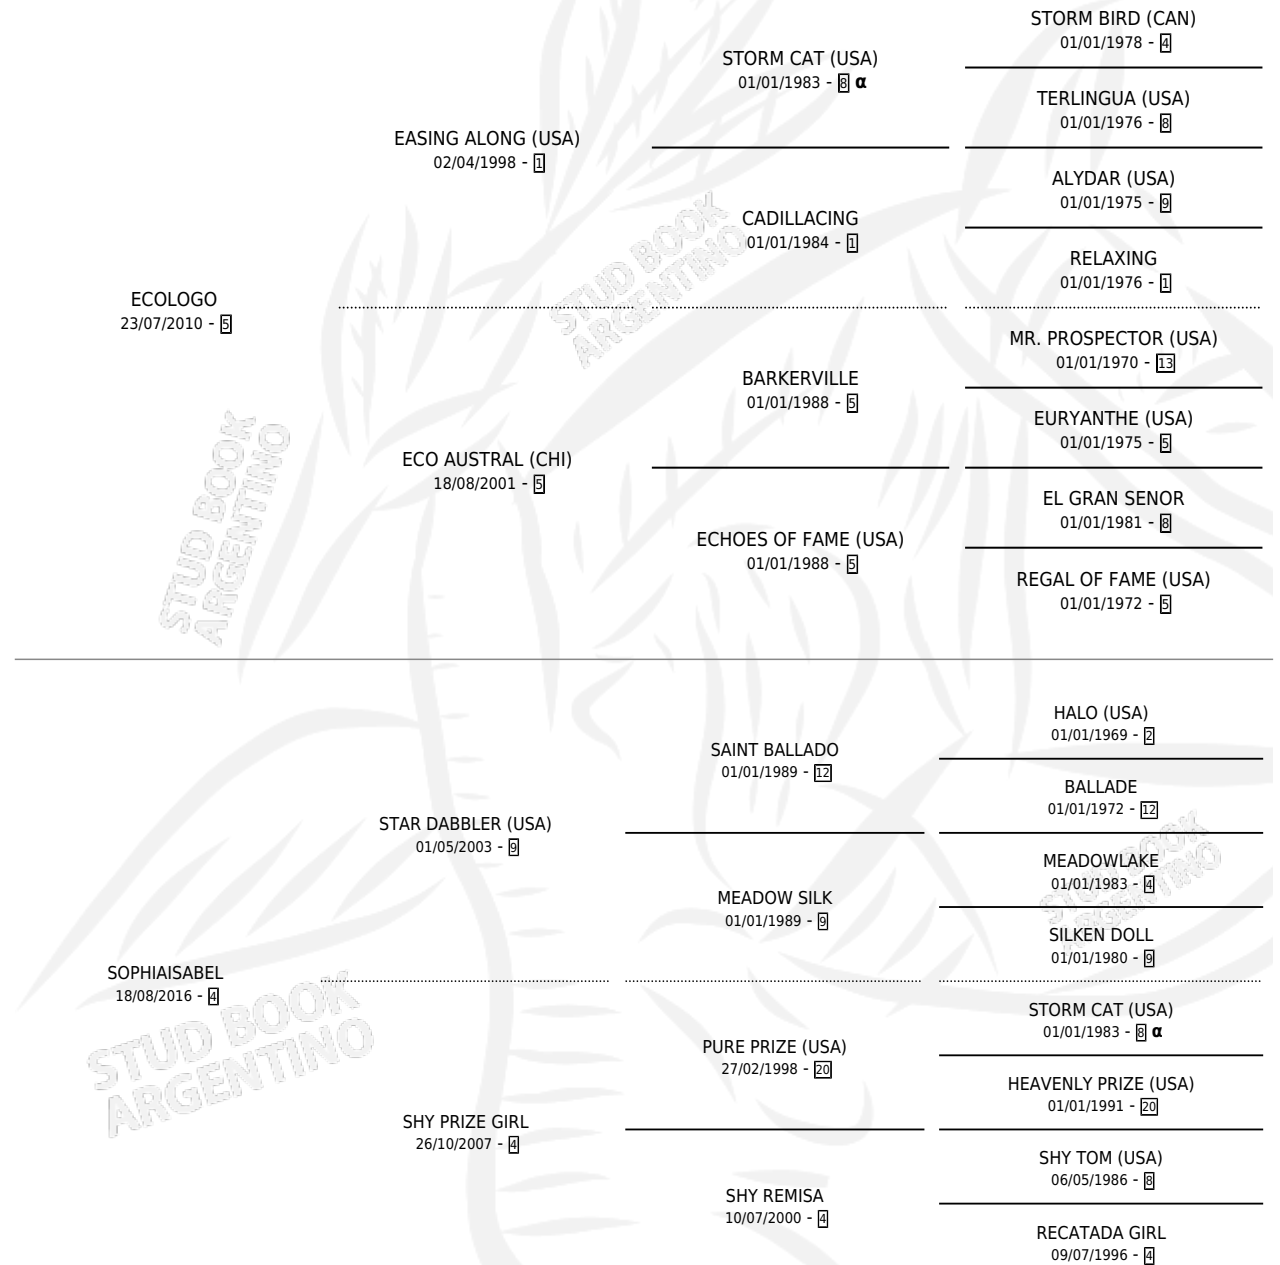 STORM BIRD (CAN)
01/01/1978 - 4
STORM CAT (USA)
01/01/1983 - 8 α
TERLINGUA (USA)
01/01/1976 - 8
EASING ALONG (USA)
02/04/1998 - 1
ALYDAR (USA)
01/01/1975 - 9
CADILLACING
01/01/1984 - 1
RELAXING
01/01/1976 - 1
ECOLOGO
23/07/2010 - 5
MR. PROSPECTOR (USA)
01/01/1970 - 13
BARKERVILLE
01/01/1988 - 5
EURYANTHE (USA)
01/01/1975 - 5
ECO AUSTRAL (CHI)
18/08/2001 - 5
EL GRAN SENOR
01/01/1981 - 8
ECHOES OF FAME (USA)
01/01/1988 - 5
REGAL OF FAME (USA)
01/01/1972 - 5
HALO (USA)
01/01/1969 - 2
SAINT BALLADO
01/01/1989 - 12
BALLADE
01/01/1972 - 12
STAR DABBLER (USA)
01/05/2003 - 9
MEADOWLAKE
01/01/1983 - 4
MEADOW SILK
01/01/1989 - 9
SILKEN DOLL
01/01/1980 - 9
SOPHIAISABEL
18/08/2016 - 4
STORM CAT (USA)
01/01/1983 - 8 α
PURE PRIZE (USA)
27/02/1998 - 20
HEAVENLY PRIZE (USA)
01/01/1991 - 20
SHY PRIZE GIRL
26/10/2007 - 4
SHY TOM (USA)
06/05/1986 - 8
SHY REMISA
10/07/2000 - 4
RECATADA GIRL
09/07/1996 - 4
STUD BOOK
ARGENTINO
STUD BOOK
ARGENTINO
STUD BOOK
ARGENTINO
STUD BOOK
ARGENTINO